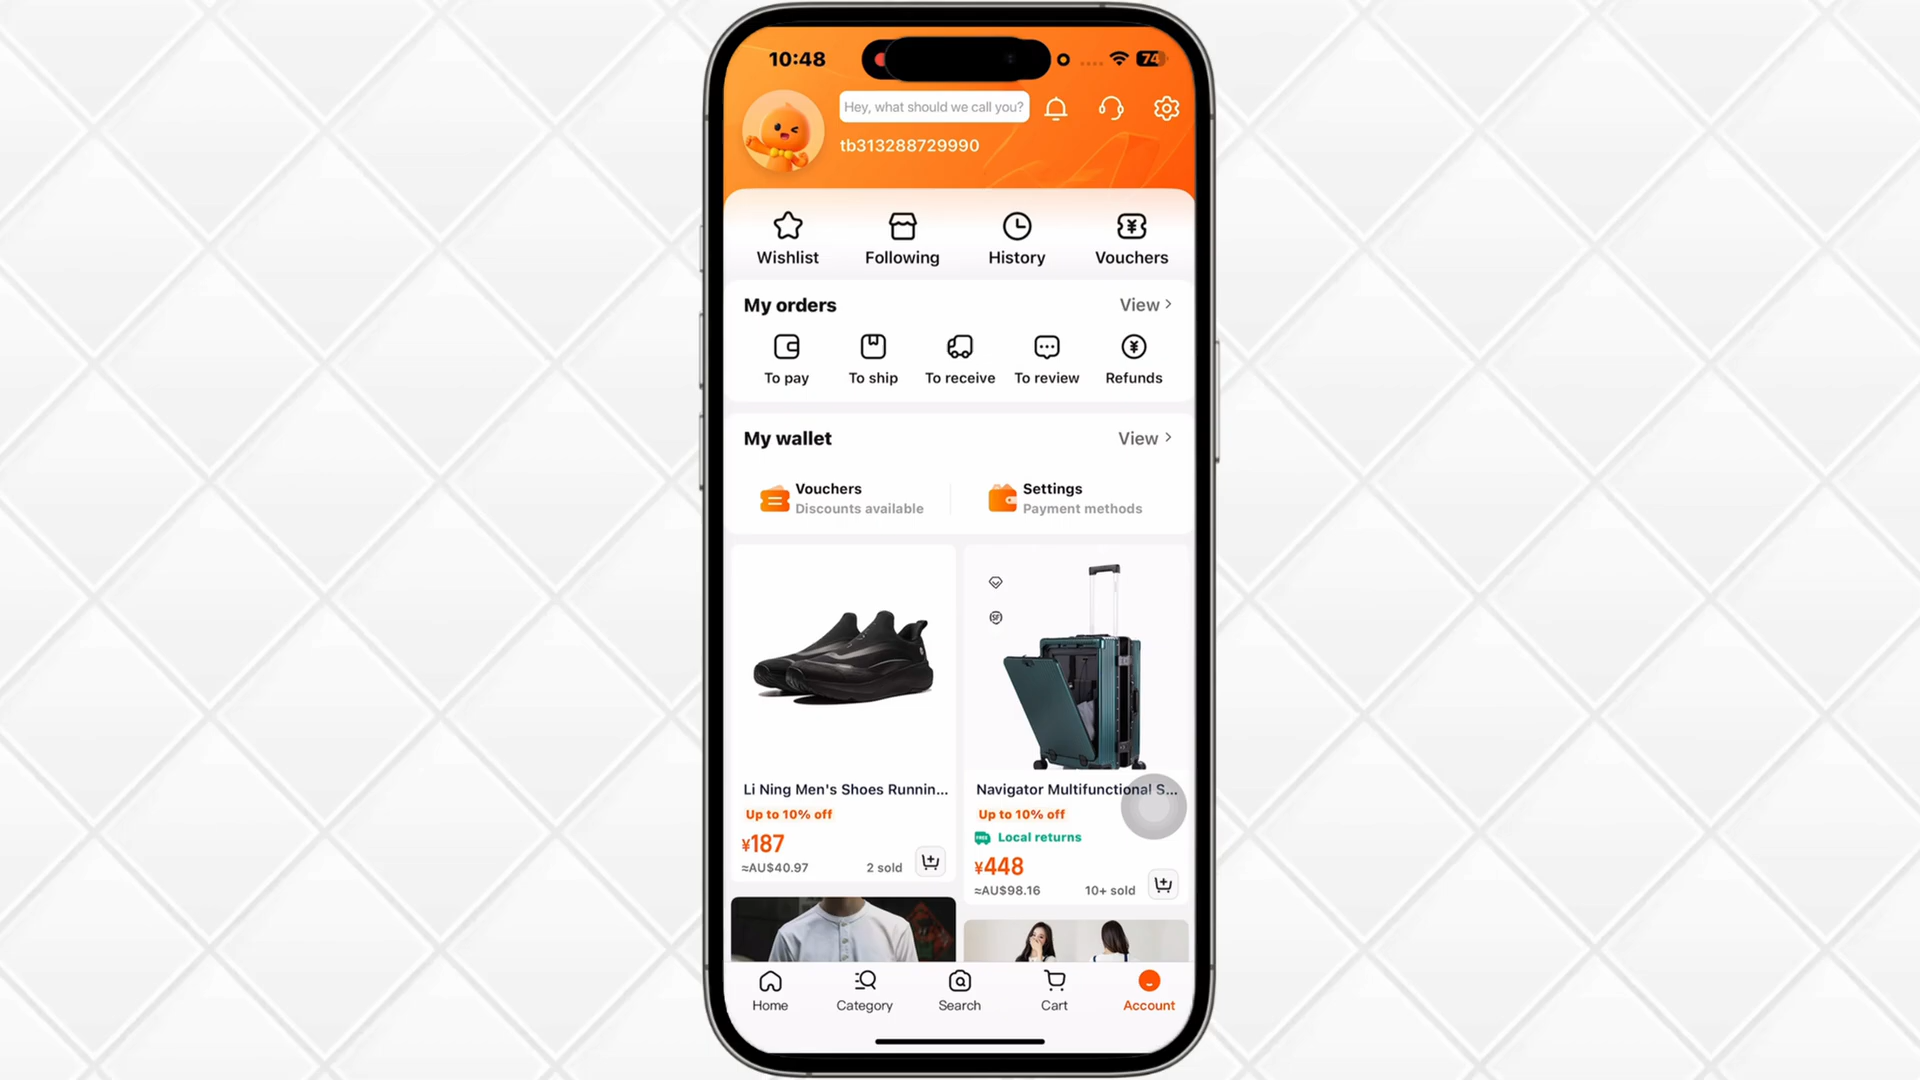 10:48
74
Hey, what should we call you?
tb313288729990
Wishlist
Following
History
Vouchers
My orders
View
To pay
To ship
To receive
To review
Refunds
My wallet
View
Vouchers
Discounts available
Settings
Payment methods
SF
Li Ning Men's Shoes Runnin...
Up to 10% off
¥187
≈AU$40.97
2 sold
Navigator Multifunctional S...
Up to 10% off
FREE
Local returns
¥448
≈AU$98.16
10+ sold
Home
Category
Search
Cart
Account